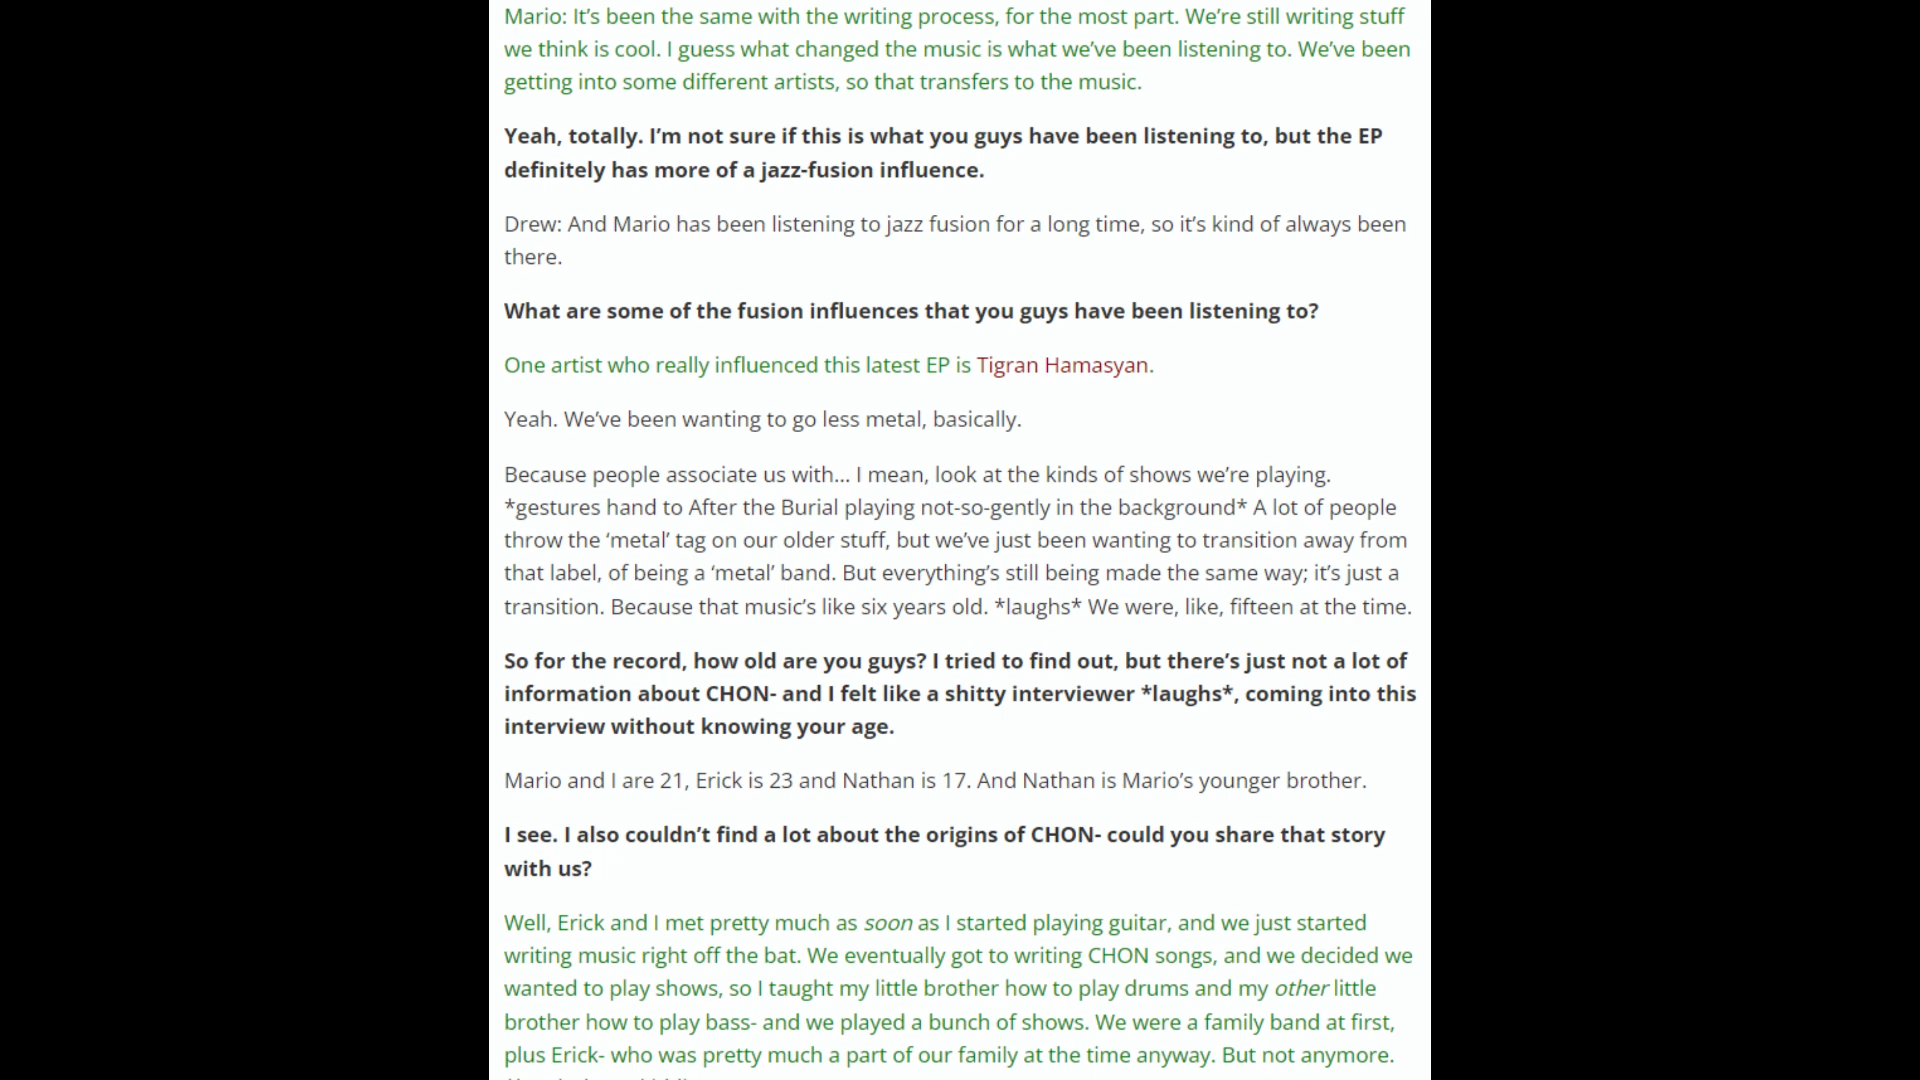 Mario: It’s been the same with the writing process, for the most part. We’re still writing stuff
we think is cool. I guess what changed the music is what we’ve been listening to. We’ve been
getting into some different artists, so that transfers to the music.
Yeah, totally. I’m not sure if this is what you guys have been listening to, but the EP
definitely has more of a jazz-fusion influence.
Drew: And Mario has been listening to jazz fusion for a long time, so it’s kind of always been
there.
What are some of the fusion influences that you guys have been listening to?
One artist who really influenced this latest EP is Tigran Hamasyan.
Yeah. We’ve been wanting to go less metal, basically.
Because people associate us with… I mean, look at the kinds of shows we’re playing.
*gestures hand to After the Burial playing not-so-gently in the background* A lot of people
throw the ‘metal’ tag on our older stuff, but we’ve just been wanting to transition away from
that label, of being a ‘metal’ band. But everything’s still being made the same way; it’s just a
transition. Because that music’s like six years old. *laughs* We were, like, fifteen at the time.
So for the record, how old are you guys? I tried to find out, but there’s just not a lot of
information about CHON- and I felt like a shitty interviewer *laughs*, coming into this
interview without knowing your age.
Mario and I are 21, Erick is 23 and Nathan is 17. And Nathan is Mario’s younger brother.
I see. I also couldn’t find a lot about the origins of CHON- could you share that story
with us?
Well, Erick and I met pretty much as soon as I started playing guitar, and we just started
writing music right off the bat. We eventually got to writing CHON songs, and we decided we
wanted to play shows, so I taught my little brother how to play drums and my other little
brother how to play bass- and we played a bunch of shows. We were a family band at first,
plus Erick- who was pretty much a part of our family at the time anyway. But not anymore.